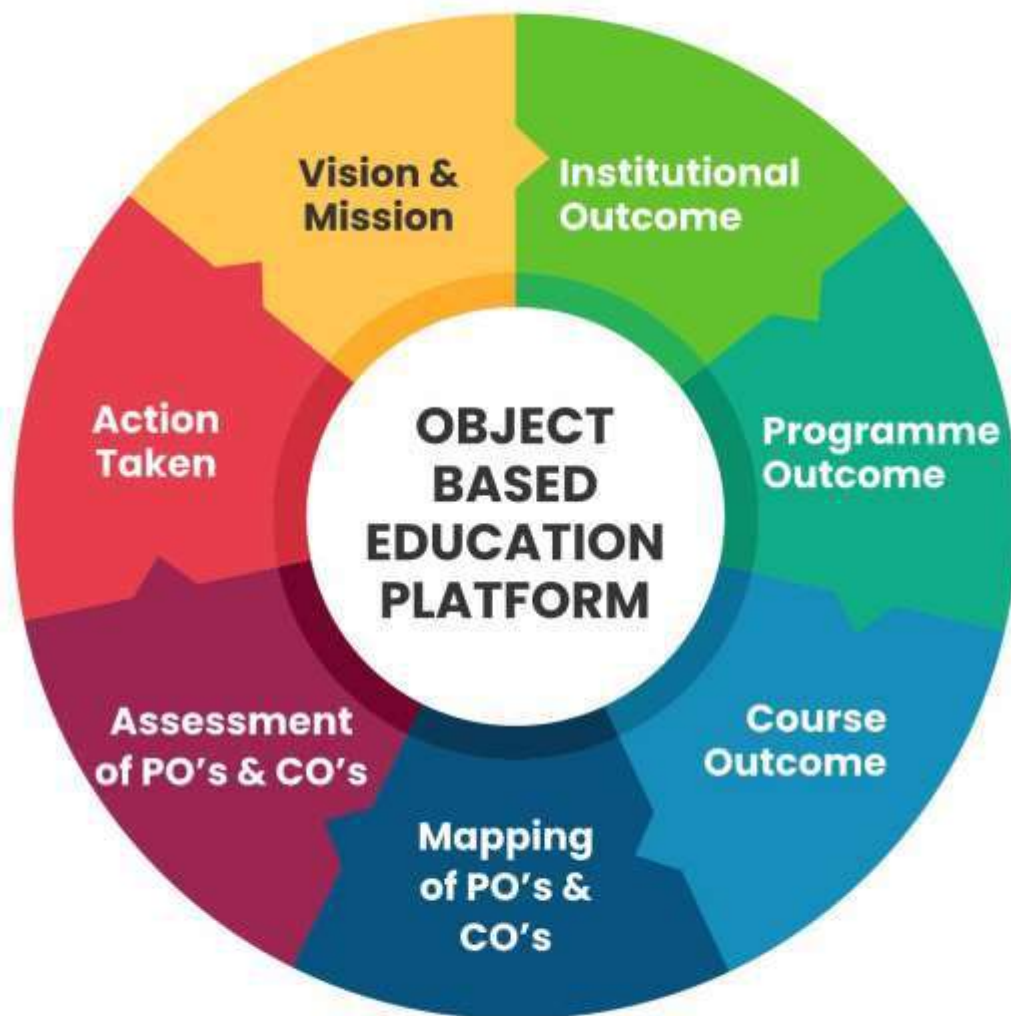 Vision &
Mission
Institutional
Outcome
Programme
Outcome
Course
Outcome
Mapping
of PO’s &
CO’s
Assessment
of PO’s & CO’s
Action
Taken
OBJECT
BASED
EDUCATION
PLATFORM